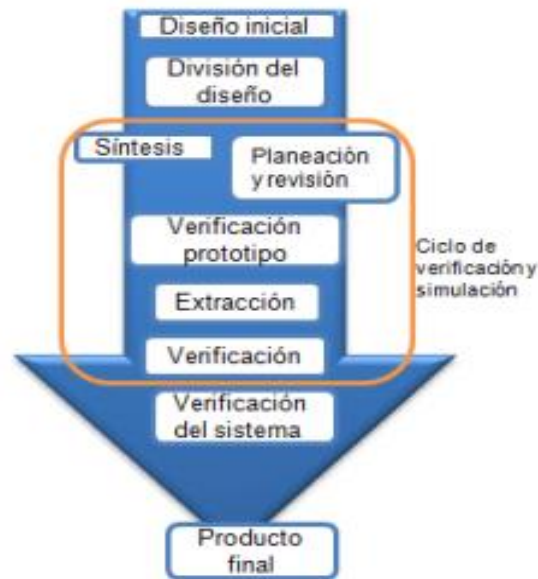 Diseño inicial
División del
diseño
Síntesis
Planeación
y revisión
Verificación
prototipo
Ciclo de
verificación y
simulación
Extracción
Verificación
Verificación
del sistema
Producto
final